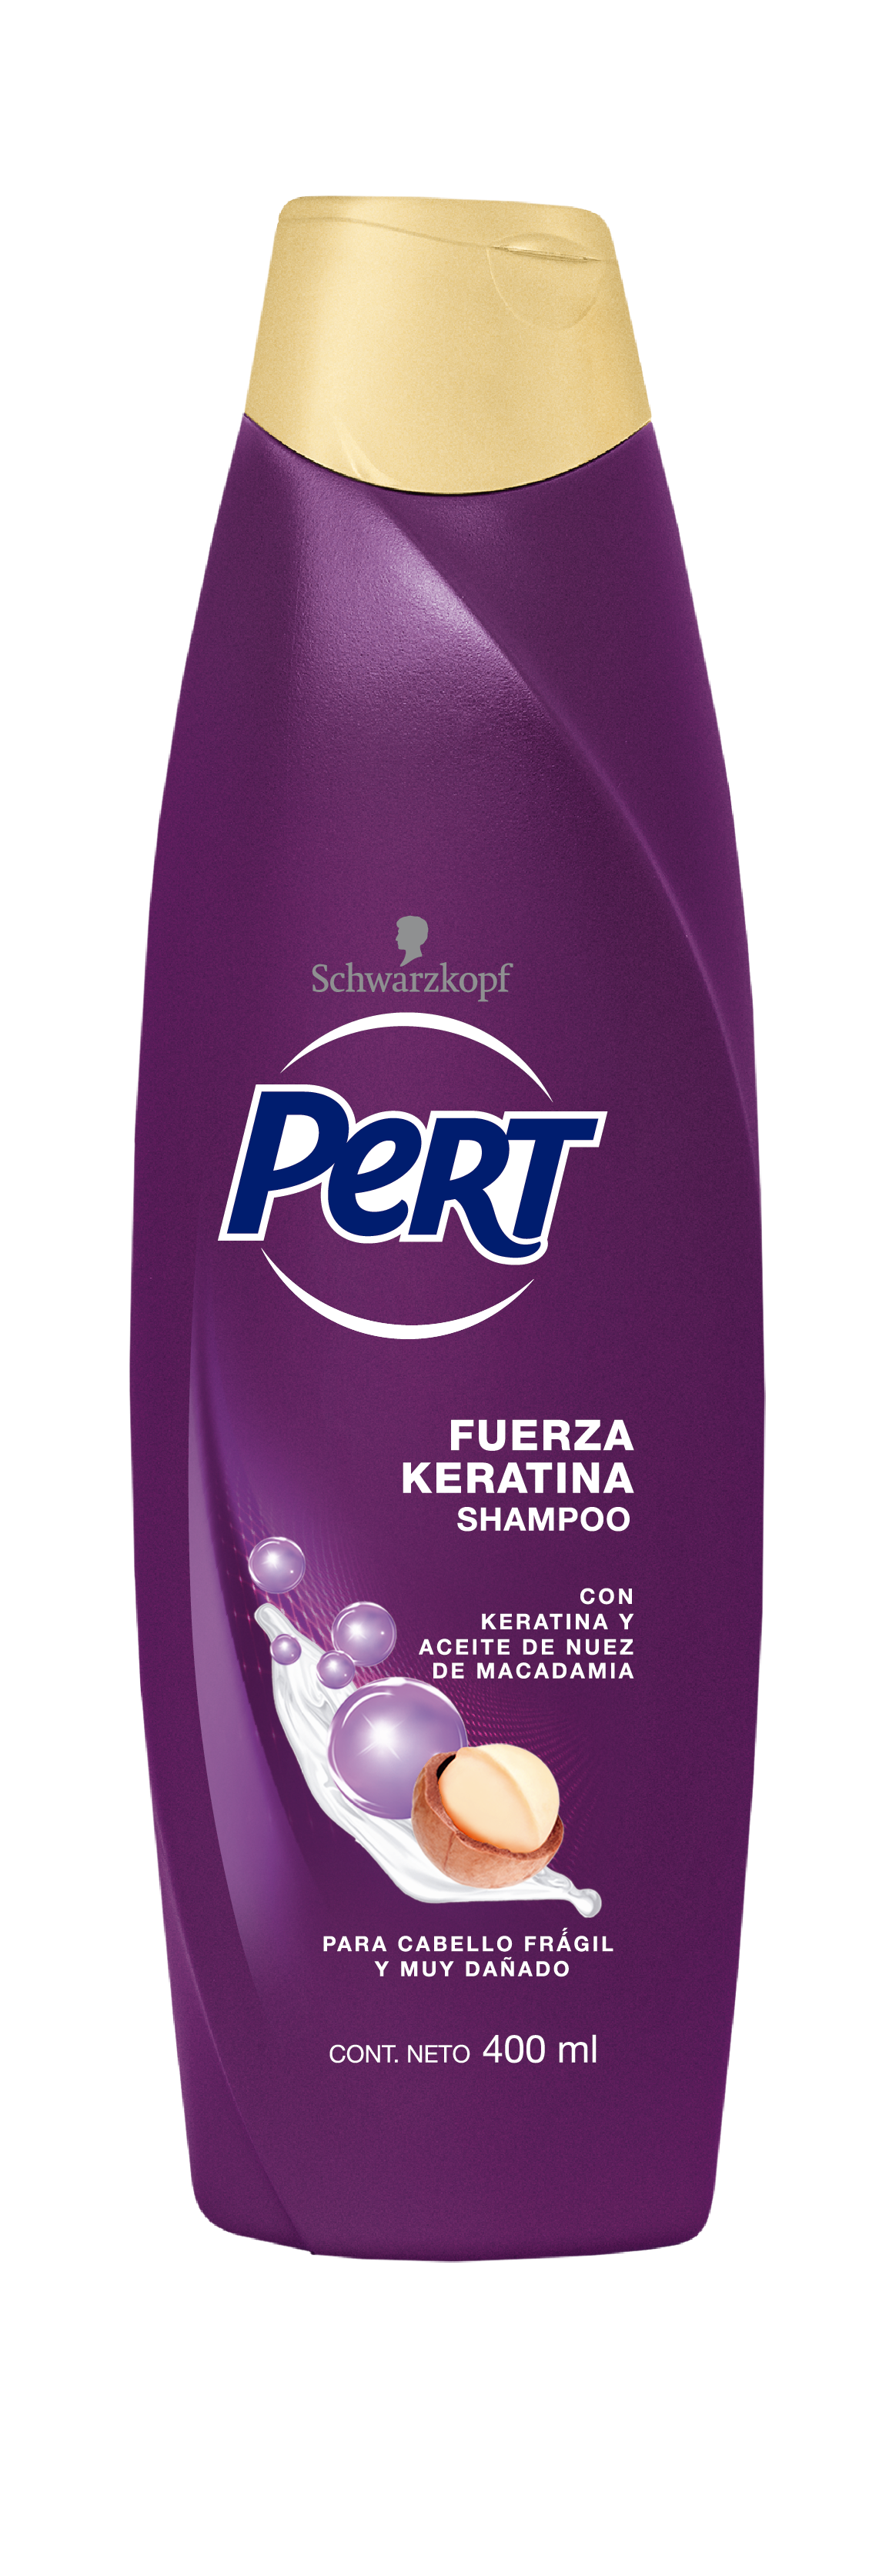 Schwarzkopf
PERT
FUERZA
KERATINA
SHAMPOO
CON
KERATINA Y
ACEITE DE NUEZ
DE MACADAMIA
PARA CABELLO FRÁGIL
Y MUY DAÑADO
CONT. NETO 400 ml